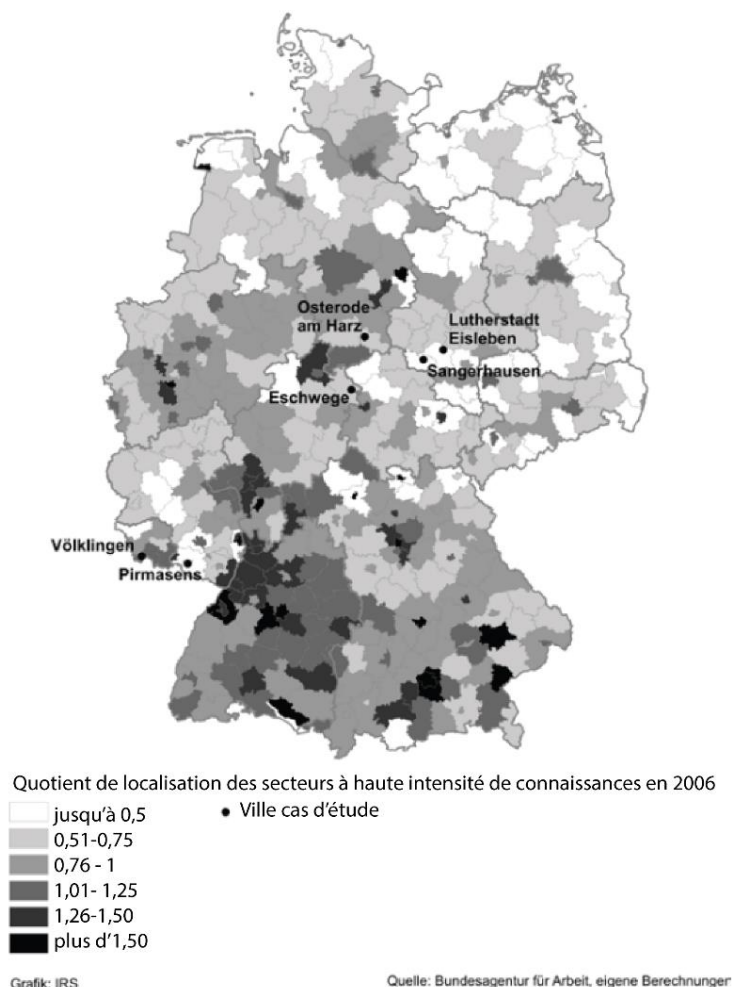 Osterode
am Harz
Lutherstadt
Eisleben
Sangerhausen
Eschwege
Völklingen
Pirmasens
Quotient de localisation des secteurs à haute intensité de connaissances en 2006
jusqu'à 0,5
● Ville cas d'étude
0,51-0,75
0,76 - 1
1,01- 1,25
1,26-1,50
plus d'1,50
Grafik: IRS
Quelle: Bundesagentur für Arbeit, eigene Berechnungen